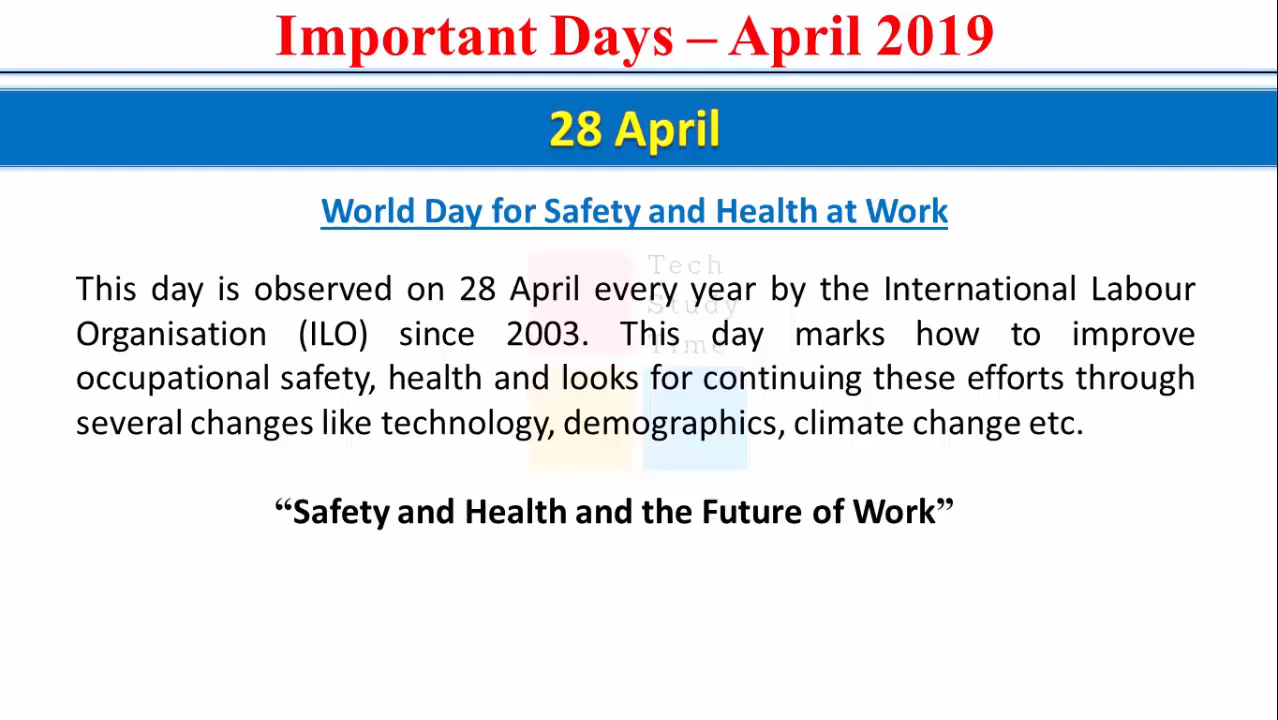 Important Days – April 2019
28 April
World Day for Safety and Health at Work
Tech
This day is observed on 28 April every year by the International Labour
Study
Organisation (ILO) since 2003. This day marks how to improve
Time
occupational safety, health and looks for continuing these efforts through
several changes like technology, demographics, climate change etc.
“Safety and Health and the Future of Work”